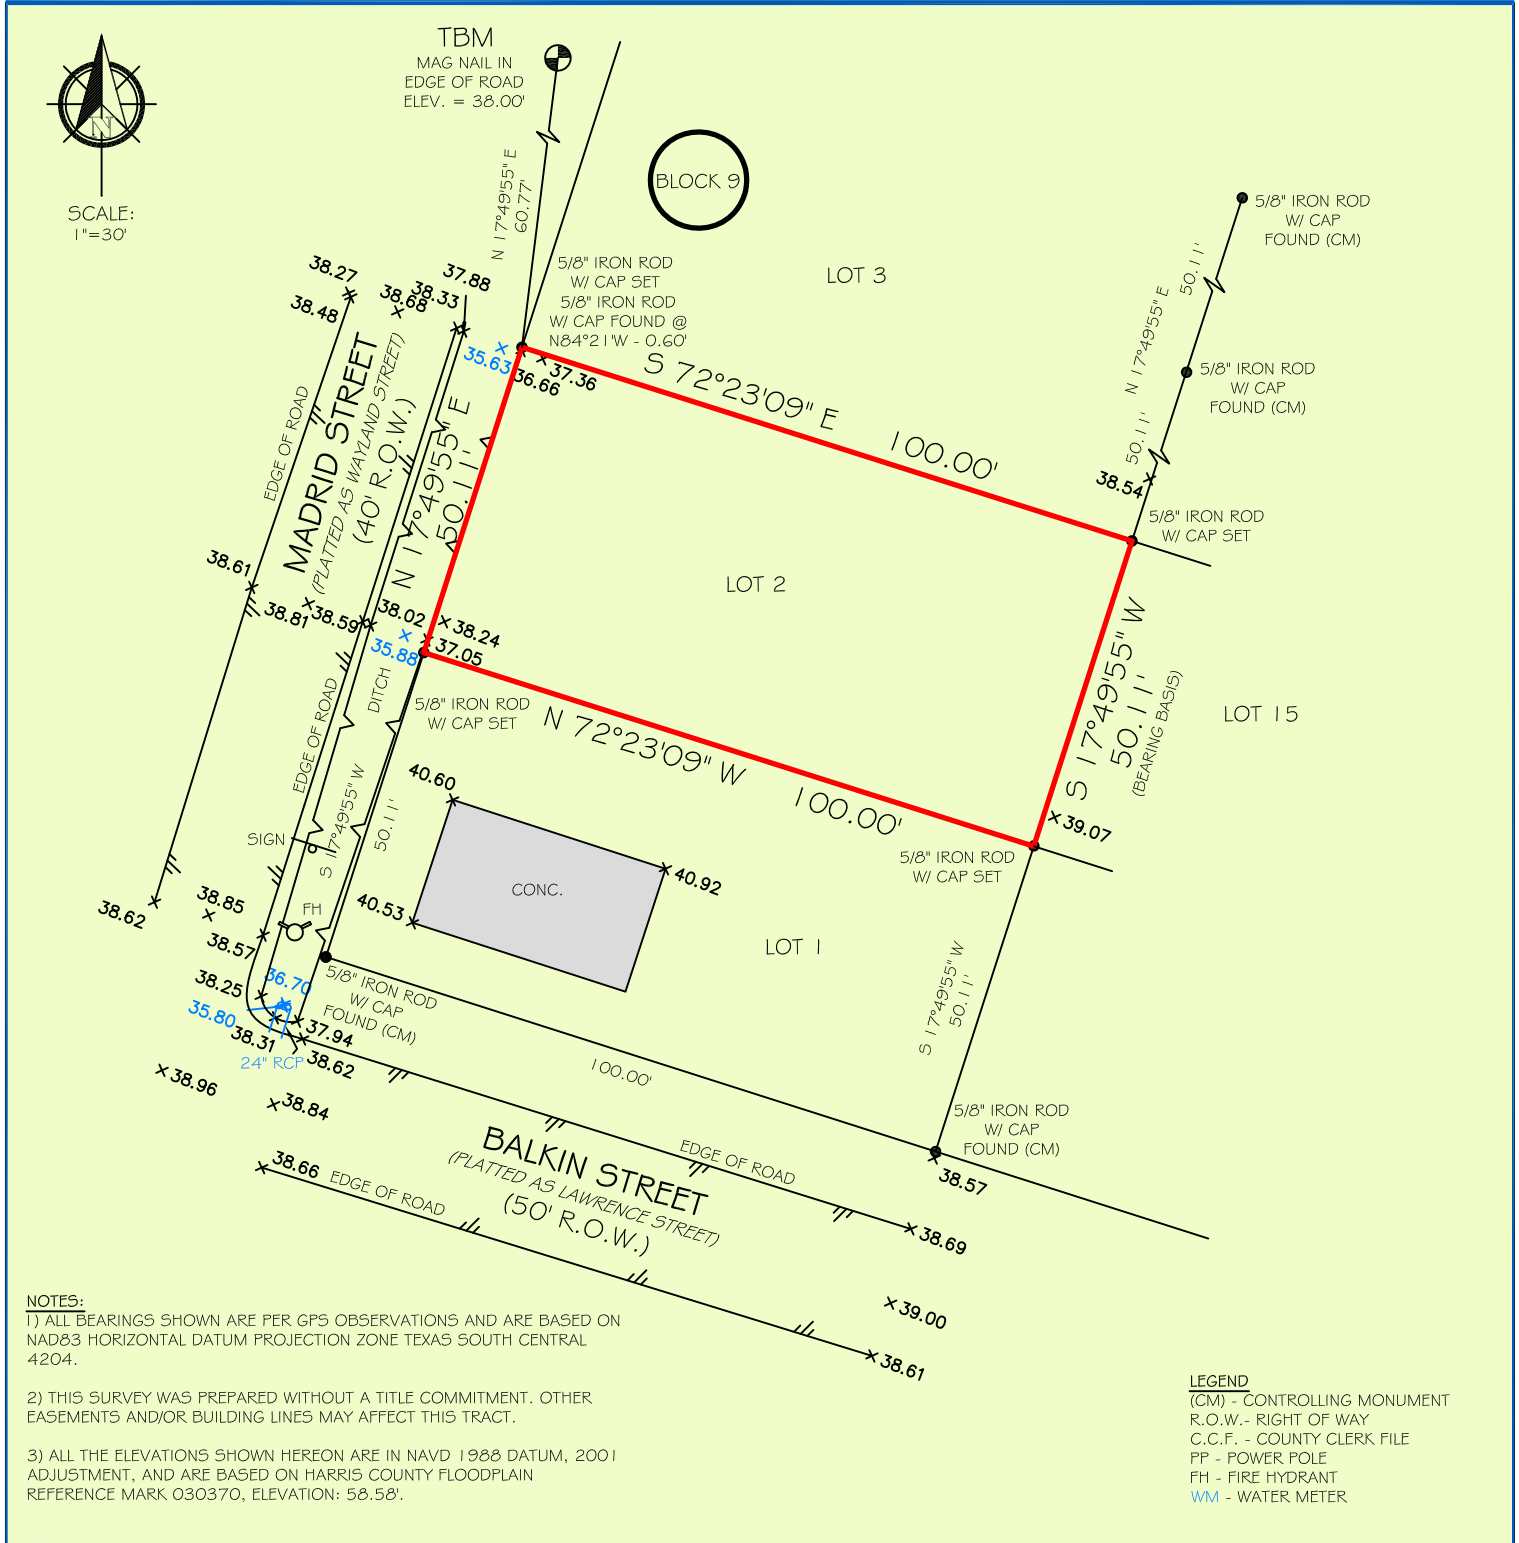 TBM
MAG NAIL IN
EDGE OF ROAD
ELEV. = 38.00'
N
SCALE:
1"=30'
BLOCK 9
N 17°49'55" E
60.77'
5/8" IRON ROD
W/ CAP SET
5/8" IRON ROD
W/ CAP FOUND @
N84°21'W - 0.60'
LOT 3
5/8" IRON ROD
W/ CAP
FOUND (CM)
50.11'
N 17°49'55" E
50.11'
5/8" IRON ROD
W/ CAP
FOUND (CM)
38.27
38.48
38.68
38.33
37.88
35.63
36.66
37.36
S 72°23'09" E
100.00'
38.54
5/8" IRON ROD
W/ CAP SET
EDGE OF ROAD
MADRID STREET
(PLATTED AS WAYLAND STREET)
(40' R.O.W.)
N 17°49'55" E
50.11'
LOT 2
38.61
38.81
38.59
38.02
38.24
35.88
37.05
DITCH
EDGE OF ROAD
5/8" IRON ROD
W/ CAP SET
N 72°23'09" W
100.00'
S 17°49'55" W
50.11'
(BEARING BASIS)
LOT 15
39.07
5/8" IRON ROD
W/ CAP SET
S 17°49'55" W
50.11'
SIGN
FH
40.60
40.92
40.53
CONC.
LOT 1
38.62
38.85
38.57
38.25
36.70
35.80
38.31
24" RCP
37.94
38.62
5/8" IRON ROD
W/ CAP
FOUND (CM)
100.00'
S 17°49'55" W
50.11'
5/8" IRON ROD
W/ CAP
FOUND (CM)
38.57
38.96
38.84
38.66
EDGE OF ROAD
BALKIN STREET
(PLATTED AS LAWRENCE STREET)
(50' R.O.W.)
EDGE OF ROAD
38.69
39.00
38.61
NOTES:
1) ALL BEARINGS SHOWN ARE PER GPS OBSERVATIONS AND ARE BASED ON
NAD83 HORIZONTAL DATUM PROJECTION ZONE TEXAS SOUTH CENTRAL
4204.
2) THIS SURVEY WAS PREPARED WITHOUT A TITLE COMMITMENT. OTHER
EASEMENTS AND/OR BUILDING LINES MAY AFFECT THIS TRACT.
3) ALL THE ELEVATIONS SHOWN HEREON ARE IN NAVD 1988 DATUM, 2001
ADJUSTMENT, AND ARE BASED ON HARRIS COUNTY FLOODPLAIN
REFERENCE MARK 030370, ELEVATION: 58.58'.
LEGEND
(CM) - CONTROLLING MONUMENT
R.O.W.- RIGHT OF WAY
C.C.F. - COUNTY CLERK FILE
PP - POWER POLE
FH - FIRE HYDRANT
WM - WATER METER